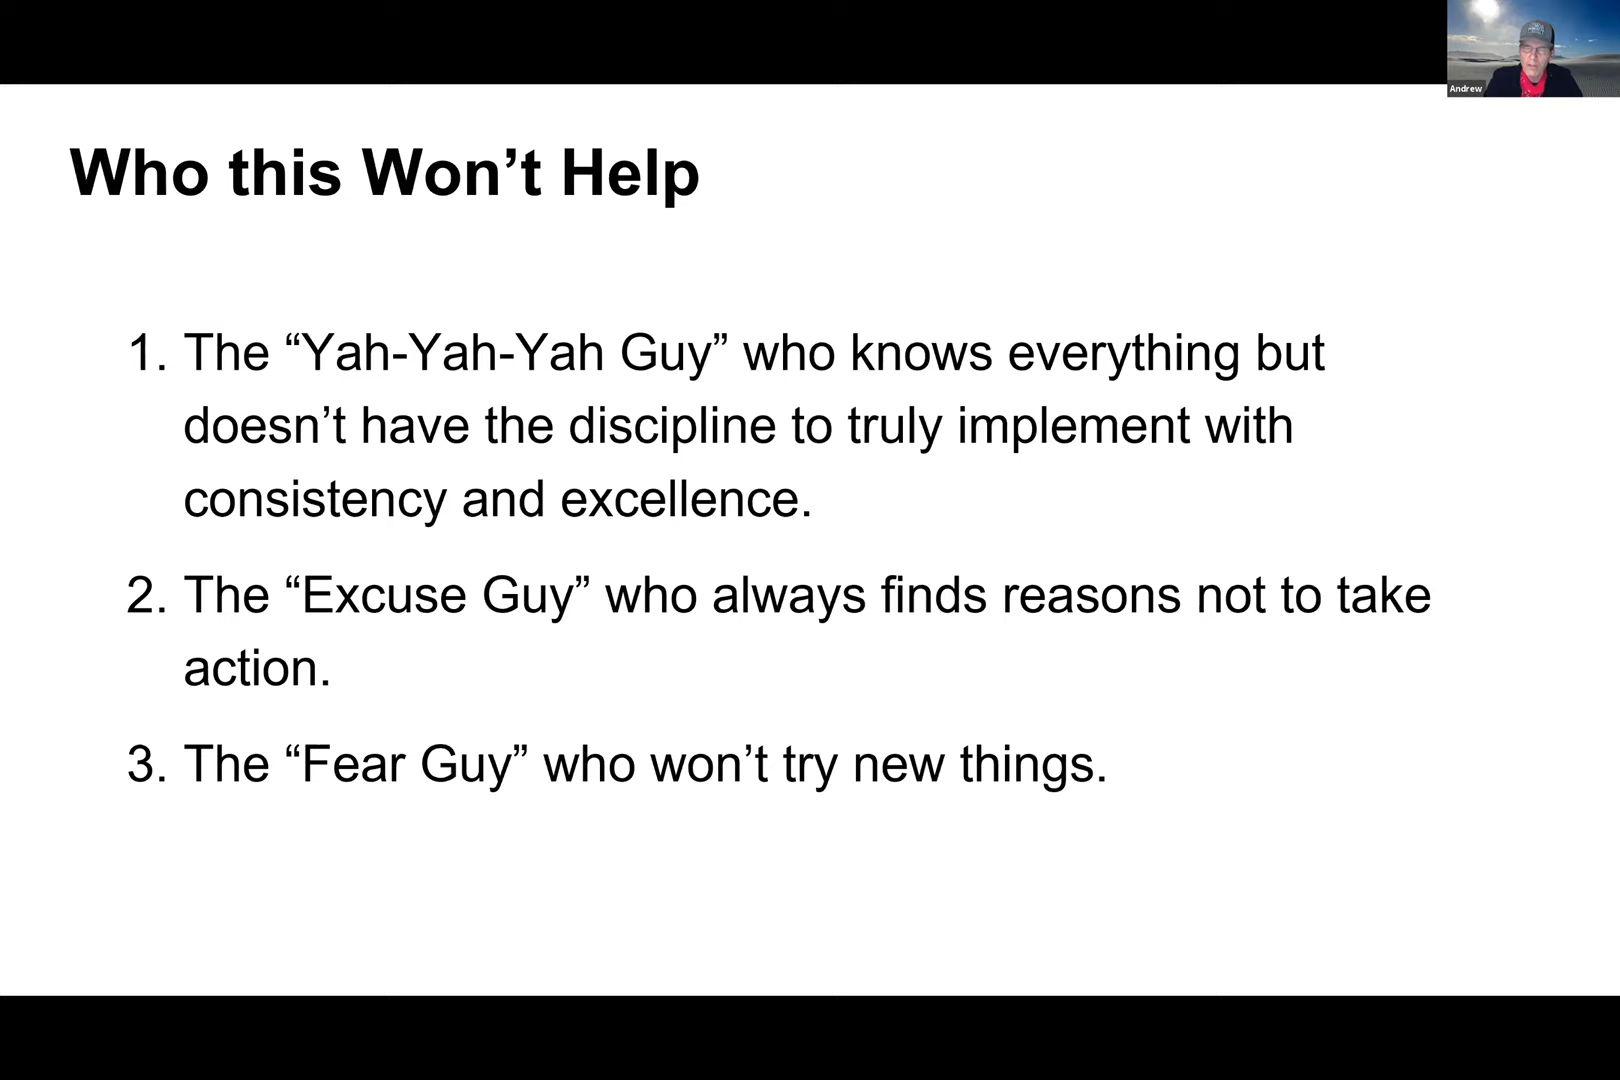 Andrew
Who this Won’t Help
1. The “Yah-Yah-Yah Guy” who knows everything but
doesn’t have the discipline to truly implement with
consistency and excellence.
2. The “Excuse Guy” who always finds reasons not to take
action.
3. The “Fear Guy” who won’t try new things.